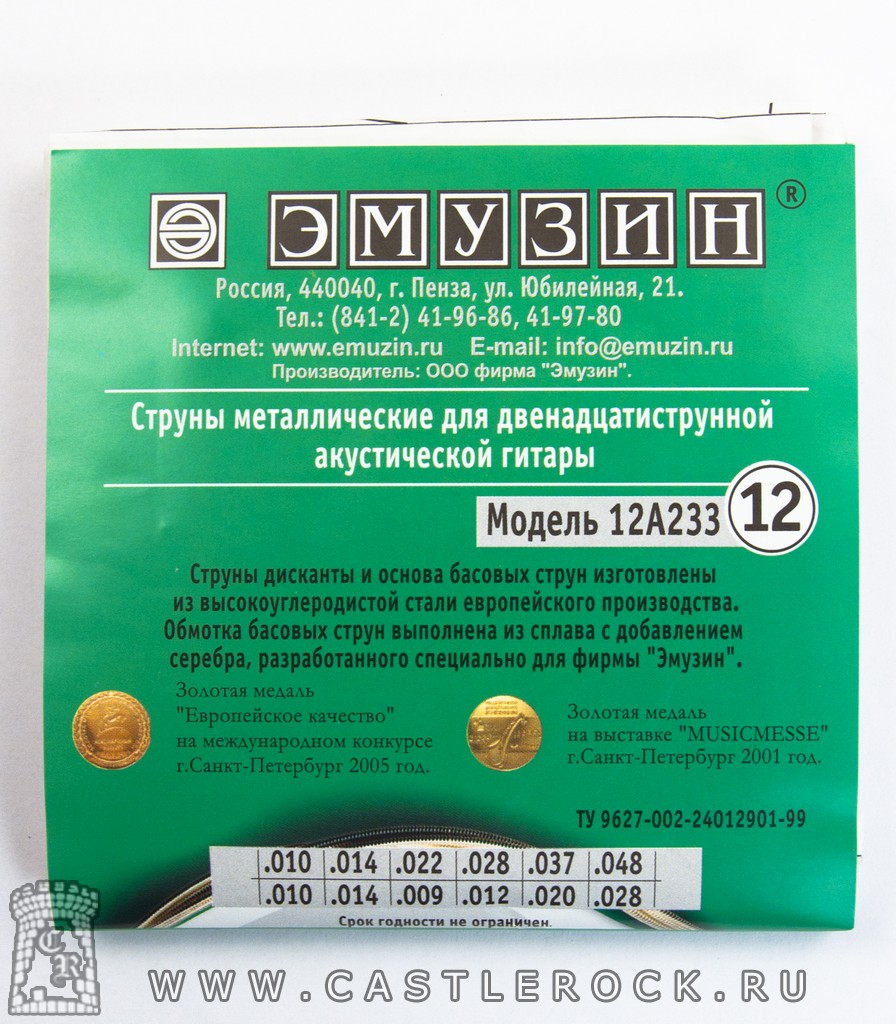 Э ЭМУЗИН ®
Россия, 440040, г. Пенза, ул. Юбилейная, 21.
Тел.: (841-2) 41-96-86, 41-97-80
Internet: www.emuzin.ru E-mail: info@emuzin.ru
Производитель: ООО фирма "Эмузин".
Струны металлические для двенадцатиструнной
акустической гитары
Модель 12А233 12
Струны дисканты и основа басовых струн изготовлены
из высокоуглеродистой стали европейского производства.
Обмотка басовых струн выполнена из сплава с добавлением
серебра, разработанного специально для фирмы "Эмузин".
Золотая медаль
"Европейское качество"
на международном конкурсе
г.Санкт-Петербург 2005 год.
Золотая медаль
на выставке "MUSICMESSE"
г.Санкт-Петербург 2001 год.
ТУ 9627-002-24012901-99
.010 .014 .022 .028 .037 .048
.010 .014 .009 .012 .020 .028
Срок годности не ограничен.
CR
WWW.CASTLEROCK.RU